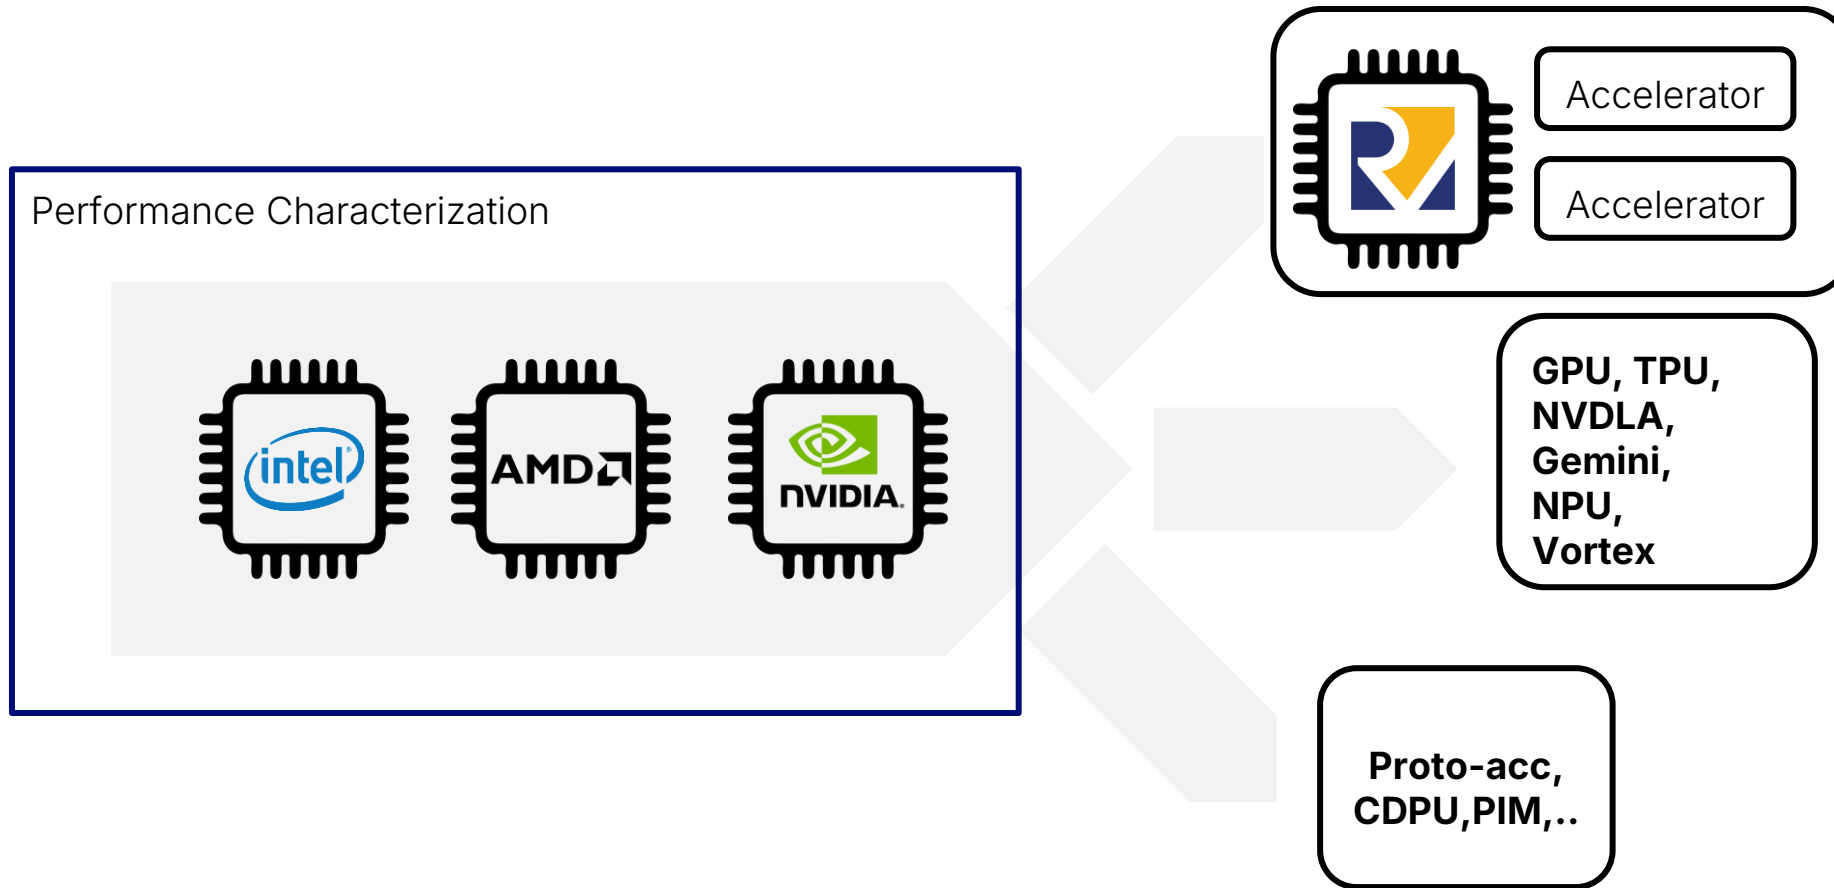 Performance Characterization
intel
AMD
NVIDIA.
Accelerator
Accelerator
GPU, TPU,
NVDLA,
Gemini,
NPU,
Vortex
Proto-acc,
CDPU,PIM,..